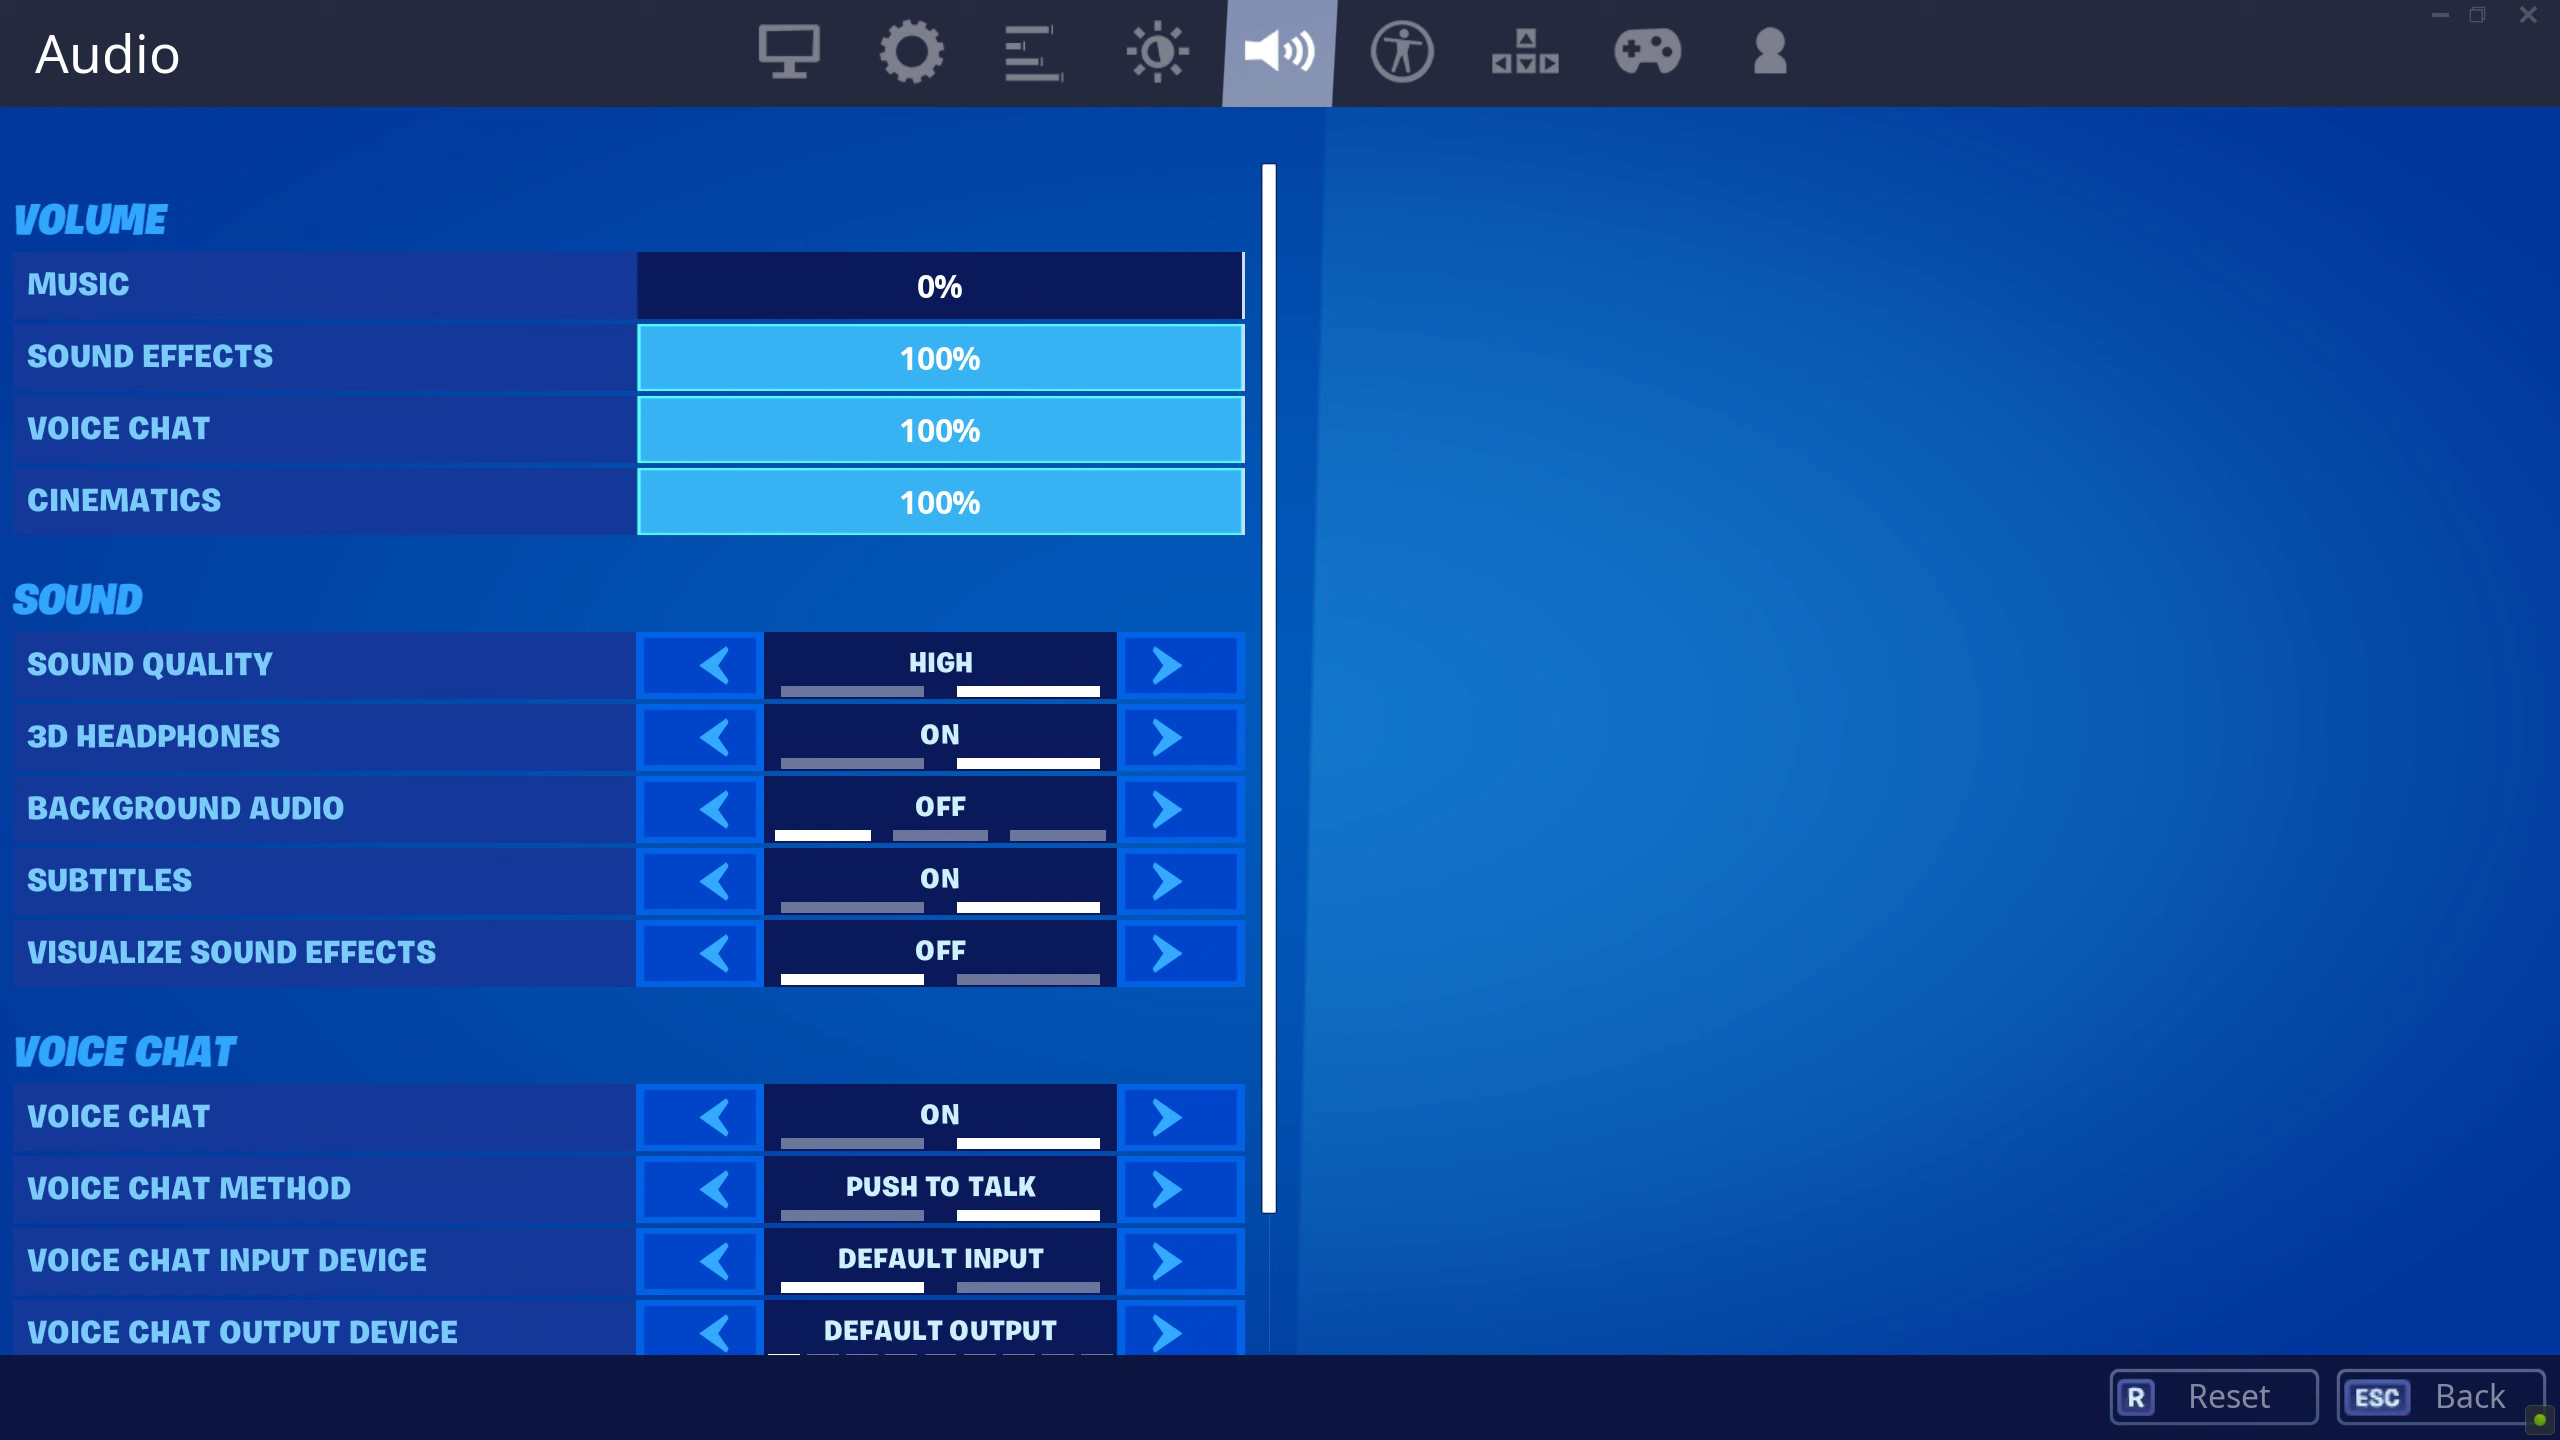 Audio
VOLUME
MUSIC 0%
SOUND EFFECTS 100%
VOICE CHAT 100%
CINEMATICS 100%
SOUND
SOUND QUALITY HIGH
3D HEADPHONES ON
BACKGROUND AUDIO OFF
SUBTITLES ON
VISUALIZE SOUND EFFECTS OFF
VOICE CHAT
VOICE CHAT ON
VOICE CHAT METHOD PUSH TO TALK
VOICE CHAT INPUT DEVICE DEFAULT INPUT
VOICE CHAT OUTPUT DEVICE DEFAULT OUTPUT
R Reset ESC Back